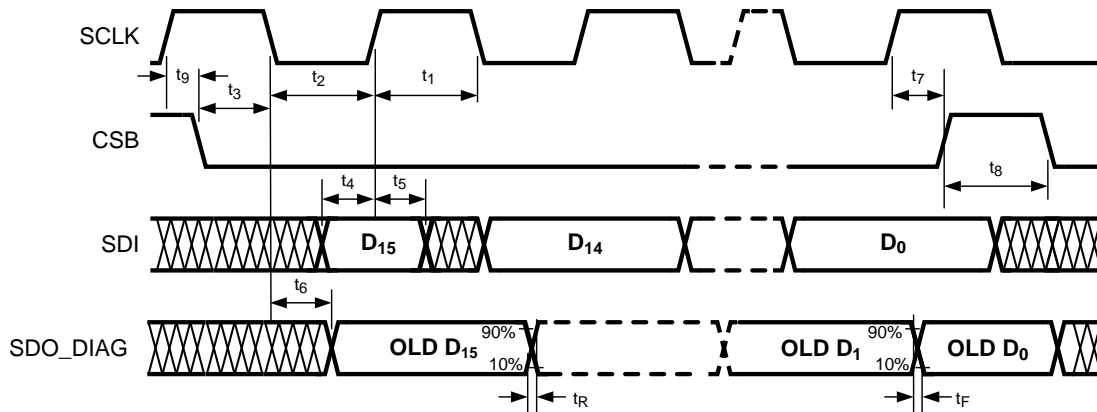 SCLK
t9
t3
t2
t1
t7
CSB
t8
t4
t5
SDI
D15
D14
D0
t6
SDO_DIAG
90%
OLD D15
10%
OLD D1
90%
10%
OLD D0
tR
tF